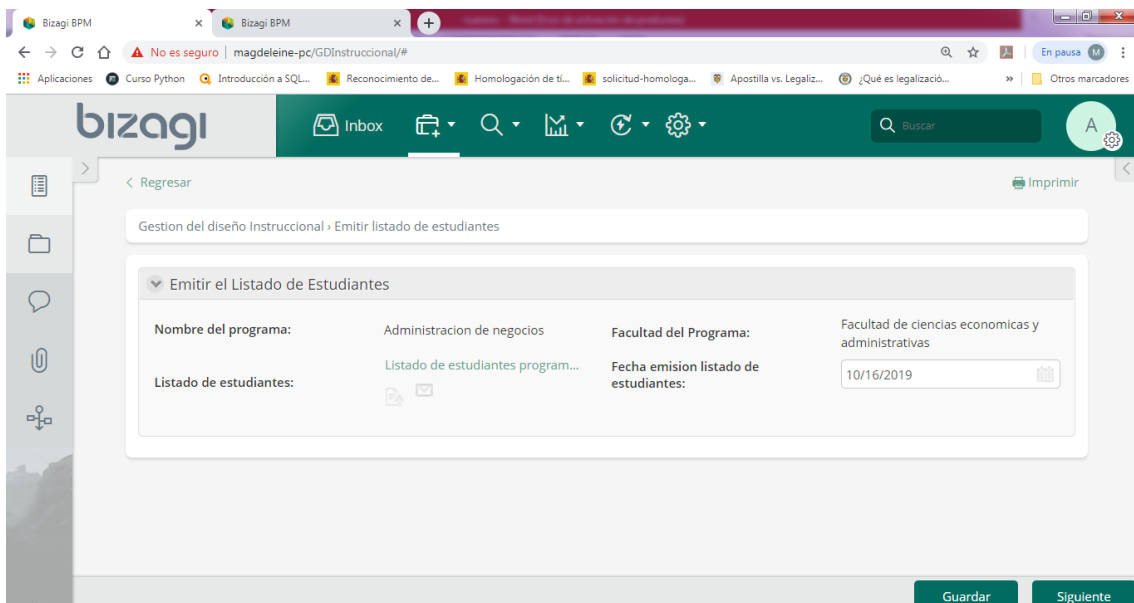 Bizagi BPM
Bizagi BPM
No es seguro | magdeleine-pc/GDInstruccional/#
En pausa M
Aplicaciones Curso Python Introducción a SQL... Reconocimiento de... Homologación de tí... solicitud-homologa... Apostilla vs. Legaliz... ¿Qué es legalizació... » Otros marcadores
bizagi Inbox Buscar A
< Regresar Imprimir
Gestion del diseño Instruccional › Emitir listado de estudiantes
Emitir el Listado de Estudiantes
Nombre del programa: Administracion de negocios
Facultad del Programa: Facultad de ciencias economicas y
administrativas
Listado de estudiantes: Listado de estudiantes program...
Fecha emision listado de
estudiantes: 10/16/2019
Guardar Siguiente